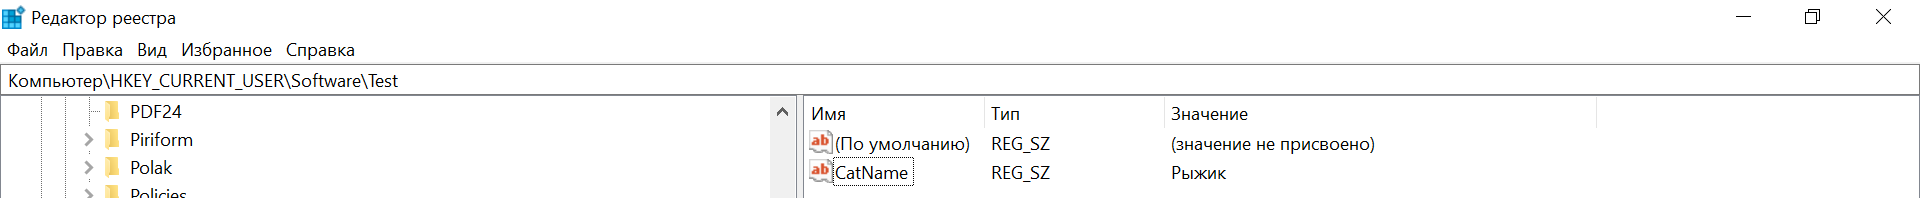 Редактор реестра
Файл Правка Вид Избранное Справка
Компьютер\HKEY_CURRENT_USER\Software\Test
PDF24
Piriform
Polak
Policies
Имя Тип Значение
(По умолчанию) REG_SZ (значение не присвоено)
CatName REG_SZ Рыжик